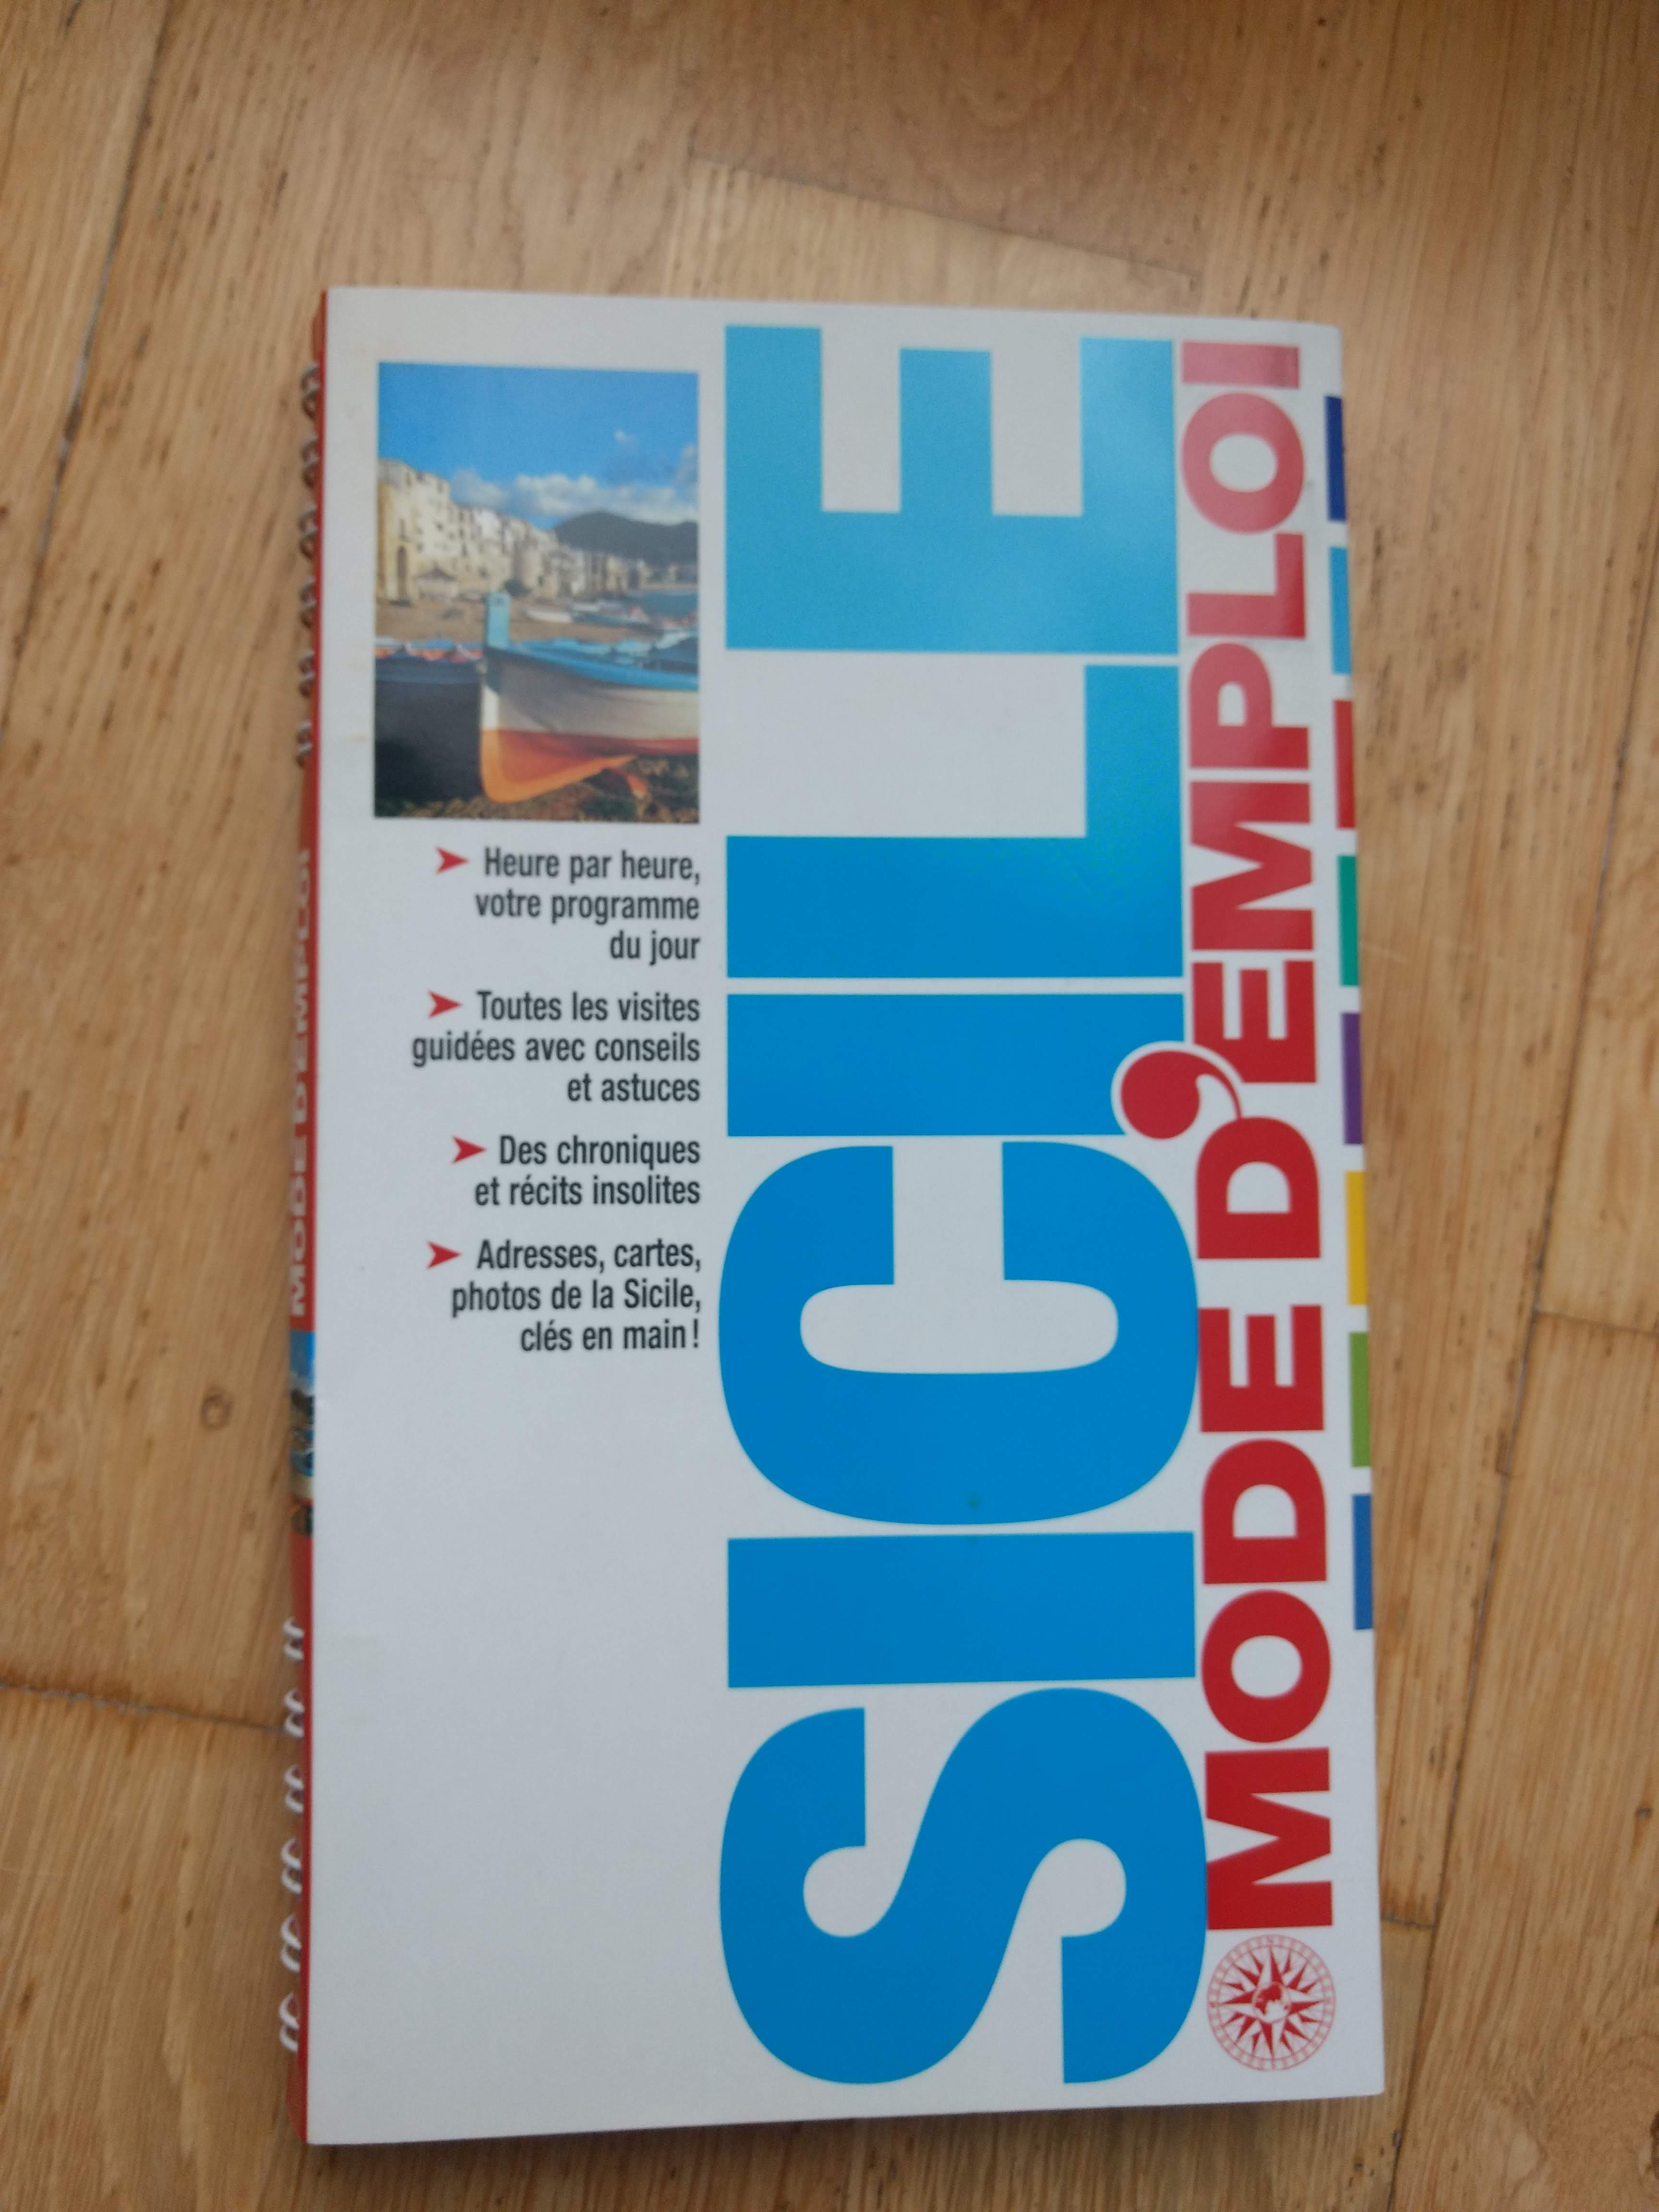 Heure par heure,
votre programme
du jour
Toutes les visites
guidées avec conseils
et astuces
Des chroniques
et récits insolites
Adresses, cartes,
photos de la Sicile,
clés en main !
SICILE
MODE D'EMPLOI
MODE D'EMPLOI